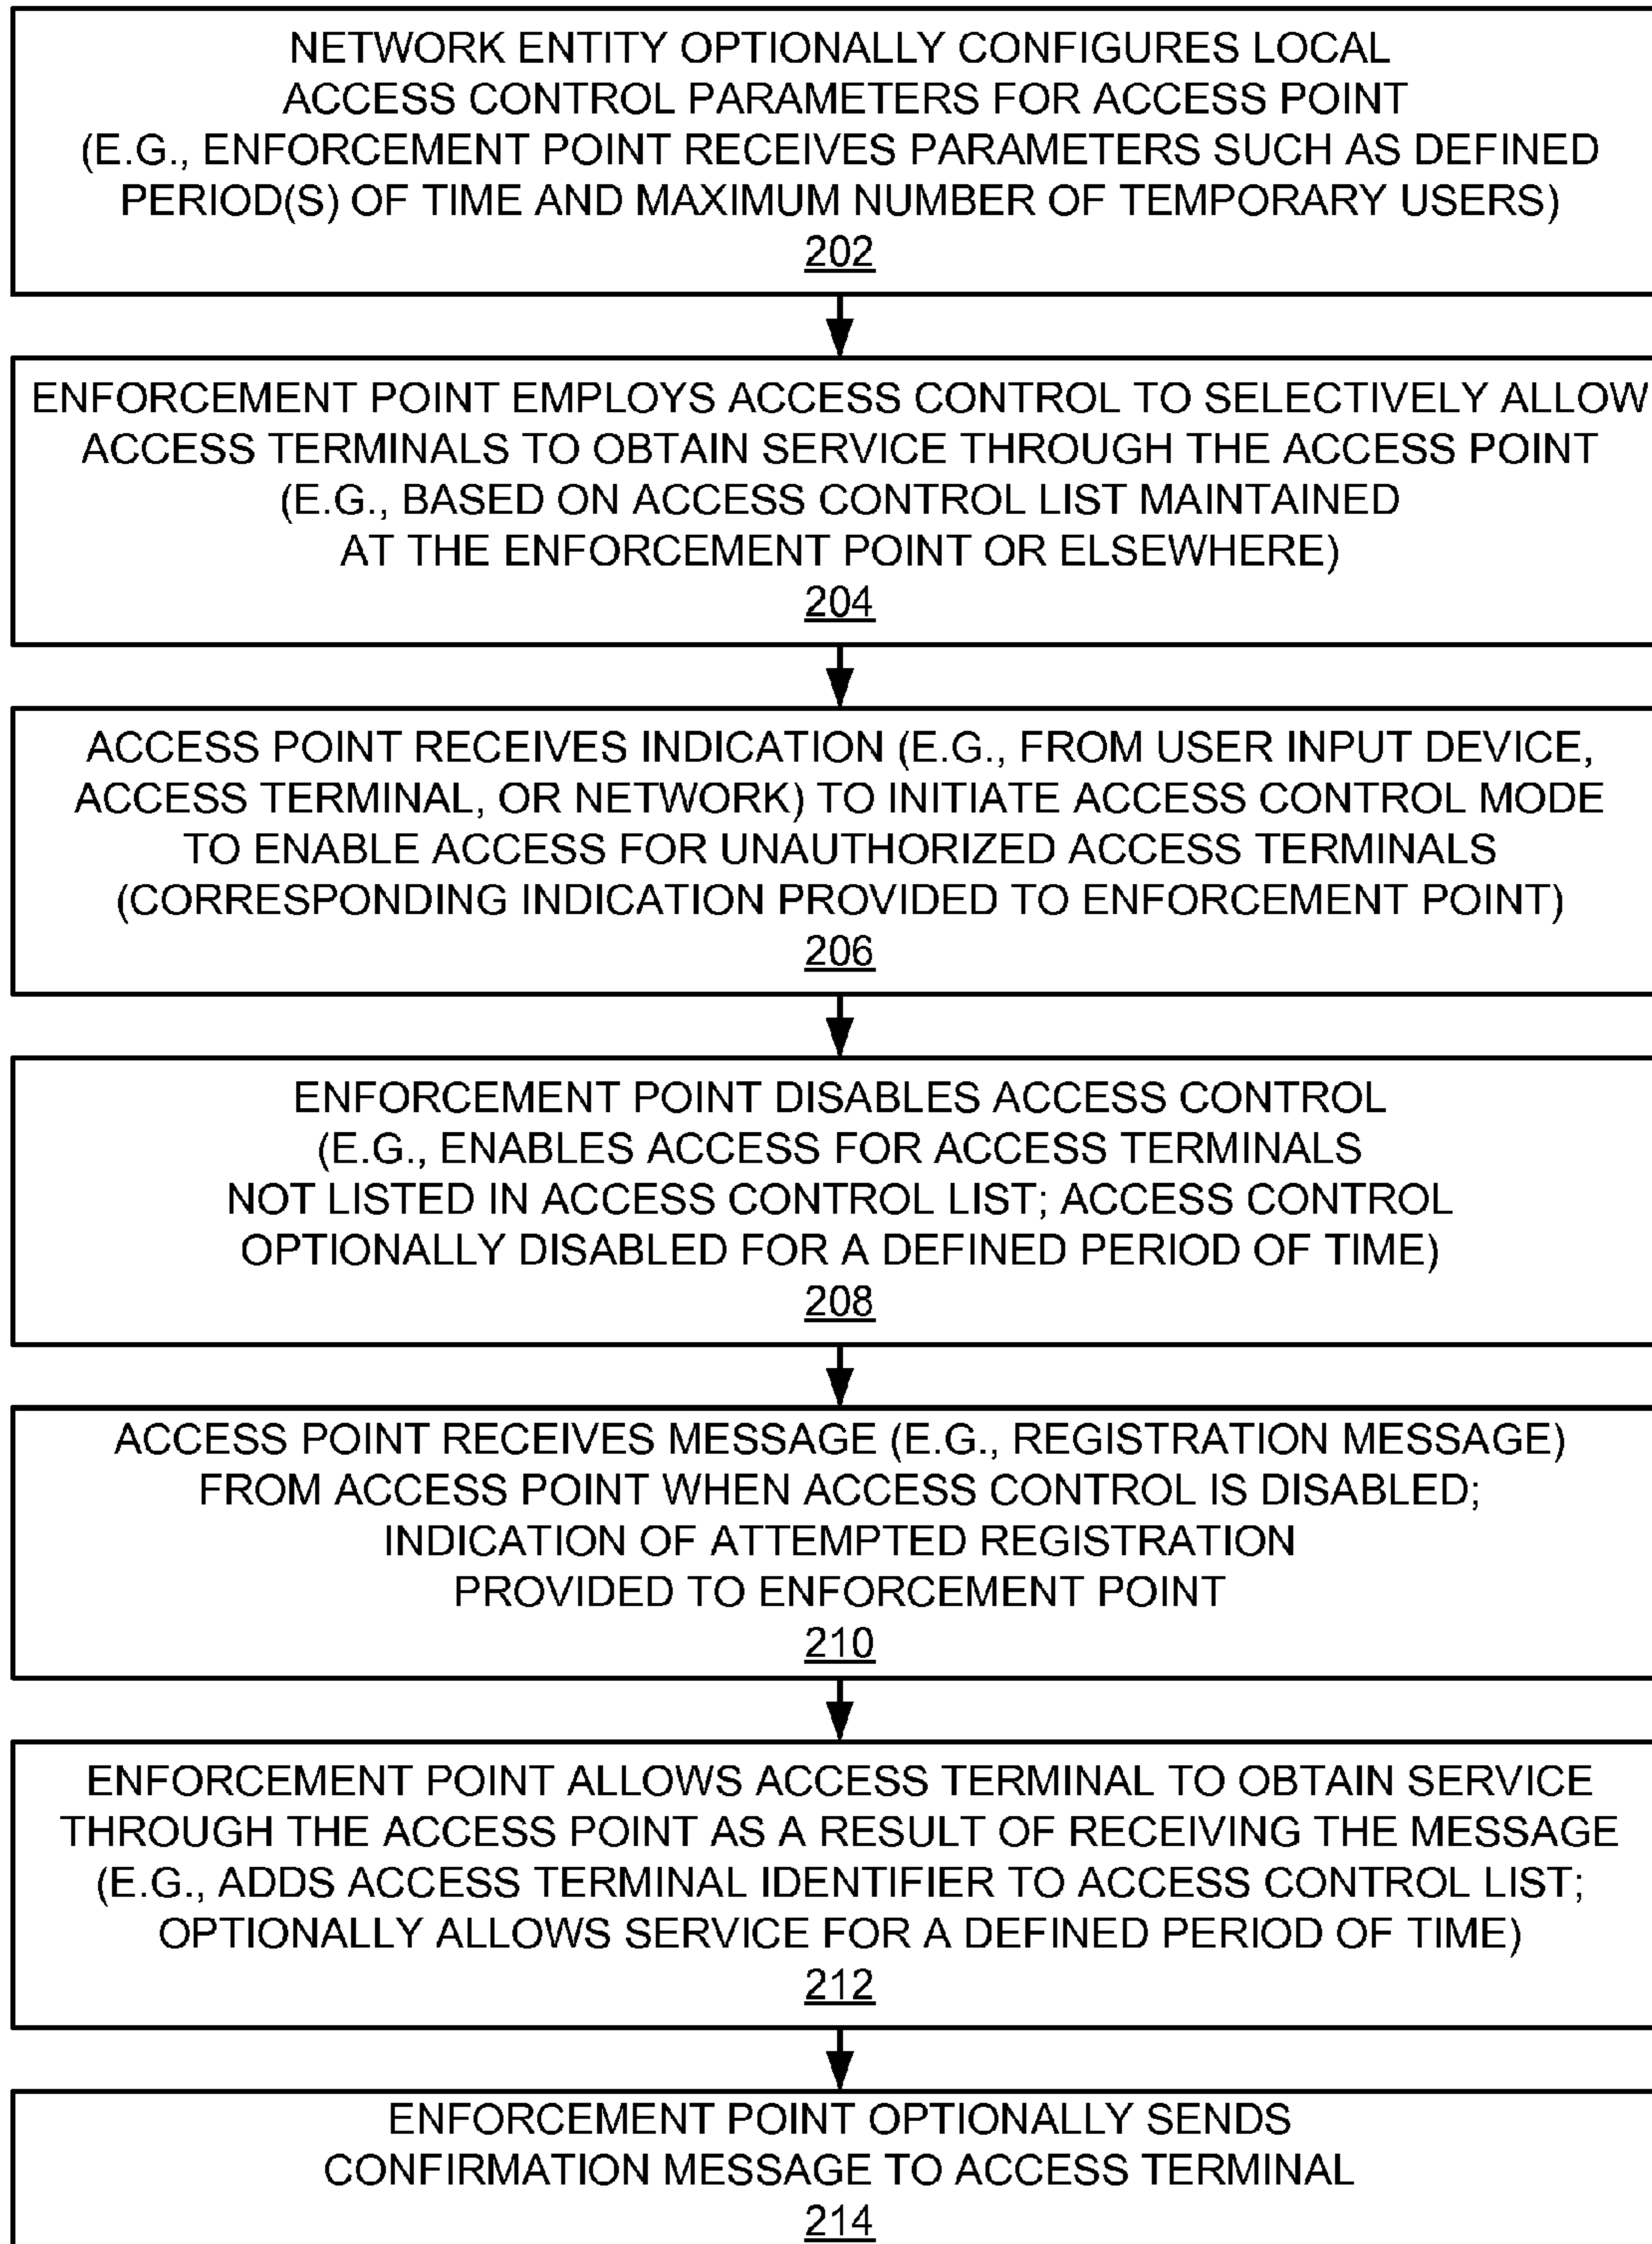 NETWORK ENTITY OPTIONALLY CONFIGURES LOCAL
ACCESS CONTROL PARAMETERS FOR ACCESS POINT
(E.G., ENFORCEMENT POINT RECEIVES PARAMETERS SUCH AS DEFINED
PERIOD(S) OF TIME AND MAXIMUM NUMBER OF TEMPORARY USERS)
202
ENFORCEMENT POINT EMPLOYS ACCESS CONTROL TO SELECTIVELY ALLOW
ACCESS TERMINALS TO OBTAIN SERVICE THROUGH THE ACCESS POINT
(E.G., BASED ON ACCESS CONTROL LIST MAINTAINED
AT THE ENFORCEMENT POINT OR ELSEWHERE)
204
ACCESS POINT RECEIVES INDICATION (E.G., FROM USER INPUT DEVICE,
ACCESS TERMINAL, OR NETWORK) TO INITIATE ACCESS CONTROL MODE
TO ENABLE ACCESS FOR UNAUTHORIZED ACCESS TERMINALS
(CORRESPONDING INDICATION PROVIDED TO ENFORCEMENT POINT)
206
ENFORCEMENT POINT DISABLES ACCESS CONTROL
(E.G., ENABLES ACCESS FOR ACCESS TERMINALS
NOT LISTED IN ACCESS CONTROL LIST; ACCESS CONTROL
OPTIONALLY DISABLED FOR A DEFINED PERIOD OF TIME)
208
ACCESS POINT RECEIVES MESSAGE (E.G., REGISTRATION MESSAGE)
FROM ACCESS POINT WHEN ACCESS CONTROL IS DISABLED;
INDICATION OF ATTEMPTED REGISTRATION
PROVIDED TO ENFORCEMENT POINT
210
ENFORCEMENT POINT ALLOWS ACCESS TERMINAL TO OBTAIN SERVICE
THROUGH THE ACCESS POINT AS A RESULT OF RECEIVING THE MESSAGE
(E.G., ADDS ACCESS TERMINAL IDENTIFIER TO ACCESS CONTROL LIST;
OPTIONALLY ALLOWS SERVICE FOR A DEFINED PERIOD OF TIME)
212
ENFORCEMENT POINT OPTIONALLY SENDS
CONFIRMATION MESSAGE TO ACCESS TERMINAL
214